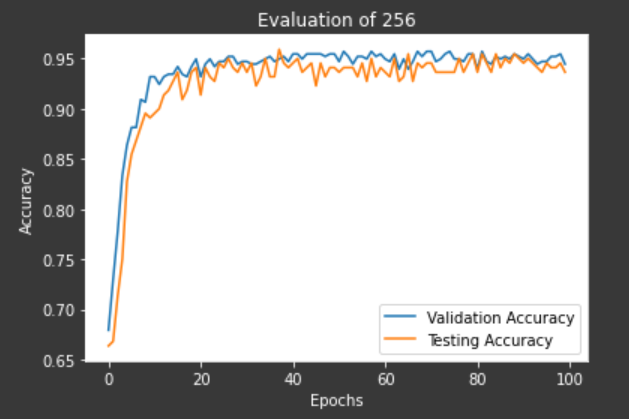 Evaluation of 256
0.95
0.90
0.85
0.80
0.75
0.70
0.65
Accuracy
Validation Accuracy
Testing Accuracy
0 20 40 60 80 100
Epochs